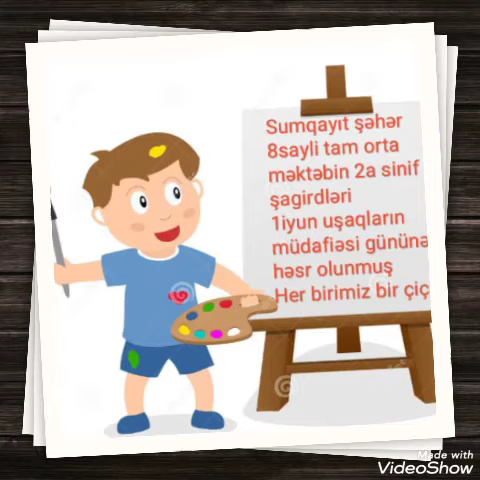 Sumqayıt şəhər
8sayli tam orta
məktəbin 2a sinif
şagirdləri
1iyun uşaqların
müdafiəsi gününə
həsr olunmuş
Her birimiz bir çiç
Made with
VideoShow